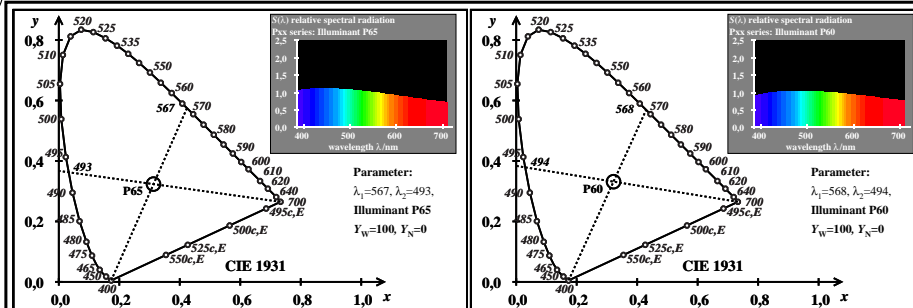 y
0,8
0,6
0,4
0,2
0,0
0,0 0,2 0,4 0,6 0,8 1,0 x
520
525
535
510
550
505
560
567 570
500
580
590
495
493
600
610
620
640
700
490
P65
495c,E
485
500c,E
480
525c,E
475
550c,E
465
450
400
CIE 1931
S(λ) relative spectral radiation
Pxx series: Illuminant P65
2,5
2,0
1,5
1,0
0,5
0,0
400 500 600 700
wavelength λ/nm
Parameter:
λ1=567, λ2=493,
Illuminant P65
YW=100, YN=0
y
0,8
0,6
0,4
0,2
0,0
0,0 0,2 0,4 0,6 0,8 1,0 x
520
525
535
510
550
505
560
568 570
500
580
590
495
494
600
610
620
640
700
490
P60
495c,E
485
500c,E
480
525c,E
475
550c,E
465
450
400
CIE 1931
S(λ) relative spectral radiation
Pxx series: Illuminant P60
2,5
2,0
1,5
1,0
0,5
0,0
400 500 600 700
wavelength λ/nm
Parameter:
λ1=568, λ2=494,
Illuminant P60
YW=100, YN=0